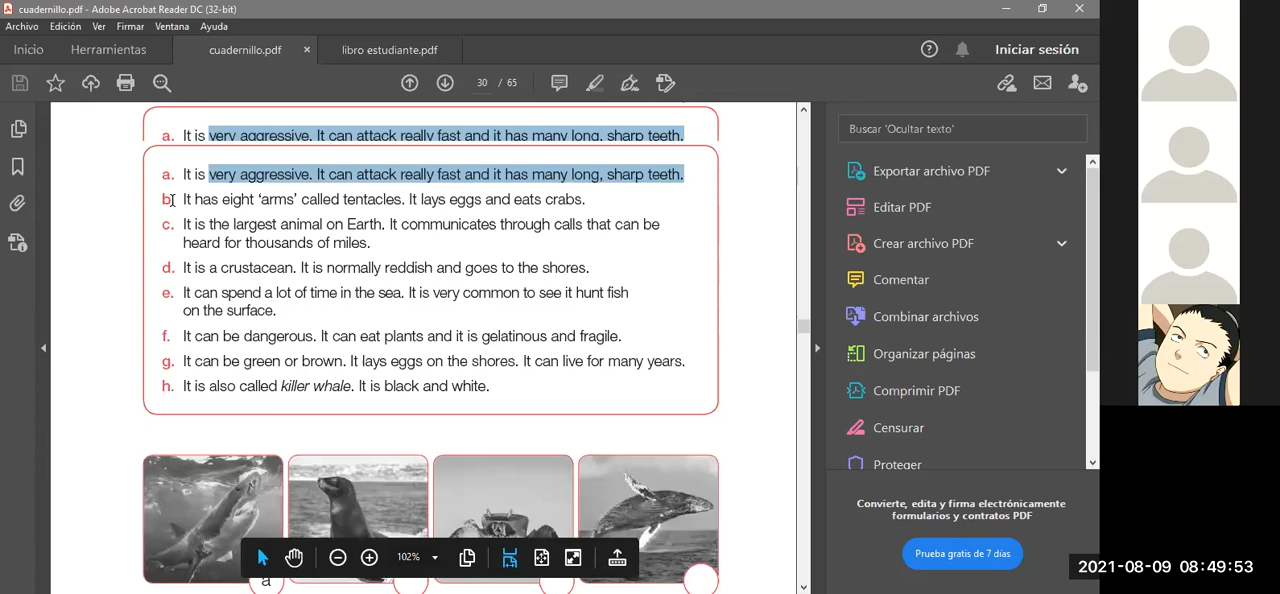 cuadernillo.pdf - Adobe Acrobat Reader DC (32-bit)
Archivo Edición Ver Firmar Ventana Ayuda
Inicio Herramientas cuadernillo.pdf × libro estudiante.pdf Iniciar sesión
30 / 65
a. It is very aggressive. It can attack really fast and it has many long, sharp teeth.
a. It is very aggressive. It can attack really fast and it has many long, sharp teeth.
b. It has eight ‘arms’ called tentacles. It lays eggs and eats crabs.
c. It is the largest animal on Earth. It communicates through calls that can be
heard for thousands of miles.
d. It is a crustacean. It is normally reddish and goes to the shores.
e. It can spend a lot of time in the sea. It is very common to see it hunt fish
on the surface.
f. It can be dangerous. It can eat plants and it is gelatinous and fragile.
g. It can be green or brown. It lays eggs on the shores. It can live for many years.
h. It is also called killer whale. It is black and white.
a
102%
Buscar 'Ocultar texto'
Exportar archivo PDF
Editar PDF
Crear archivo PDF
Comentar
Combinar archivos
Organizar páginas
Comprimir PDF
Censurar
Proteger
Convierte, edita y firma electrónicamente
formularios y contratos PDF
Prueba gratis de 7 días
2021-08-09 08:49:53